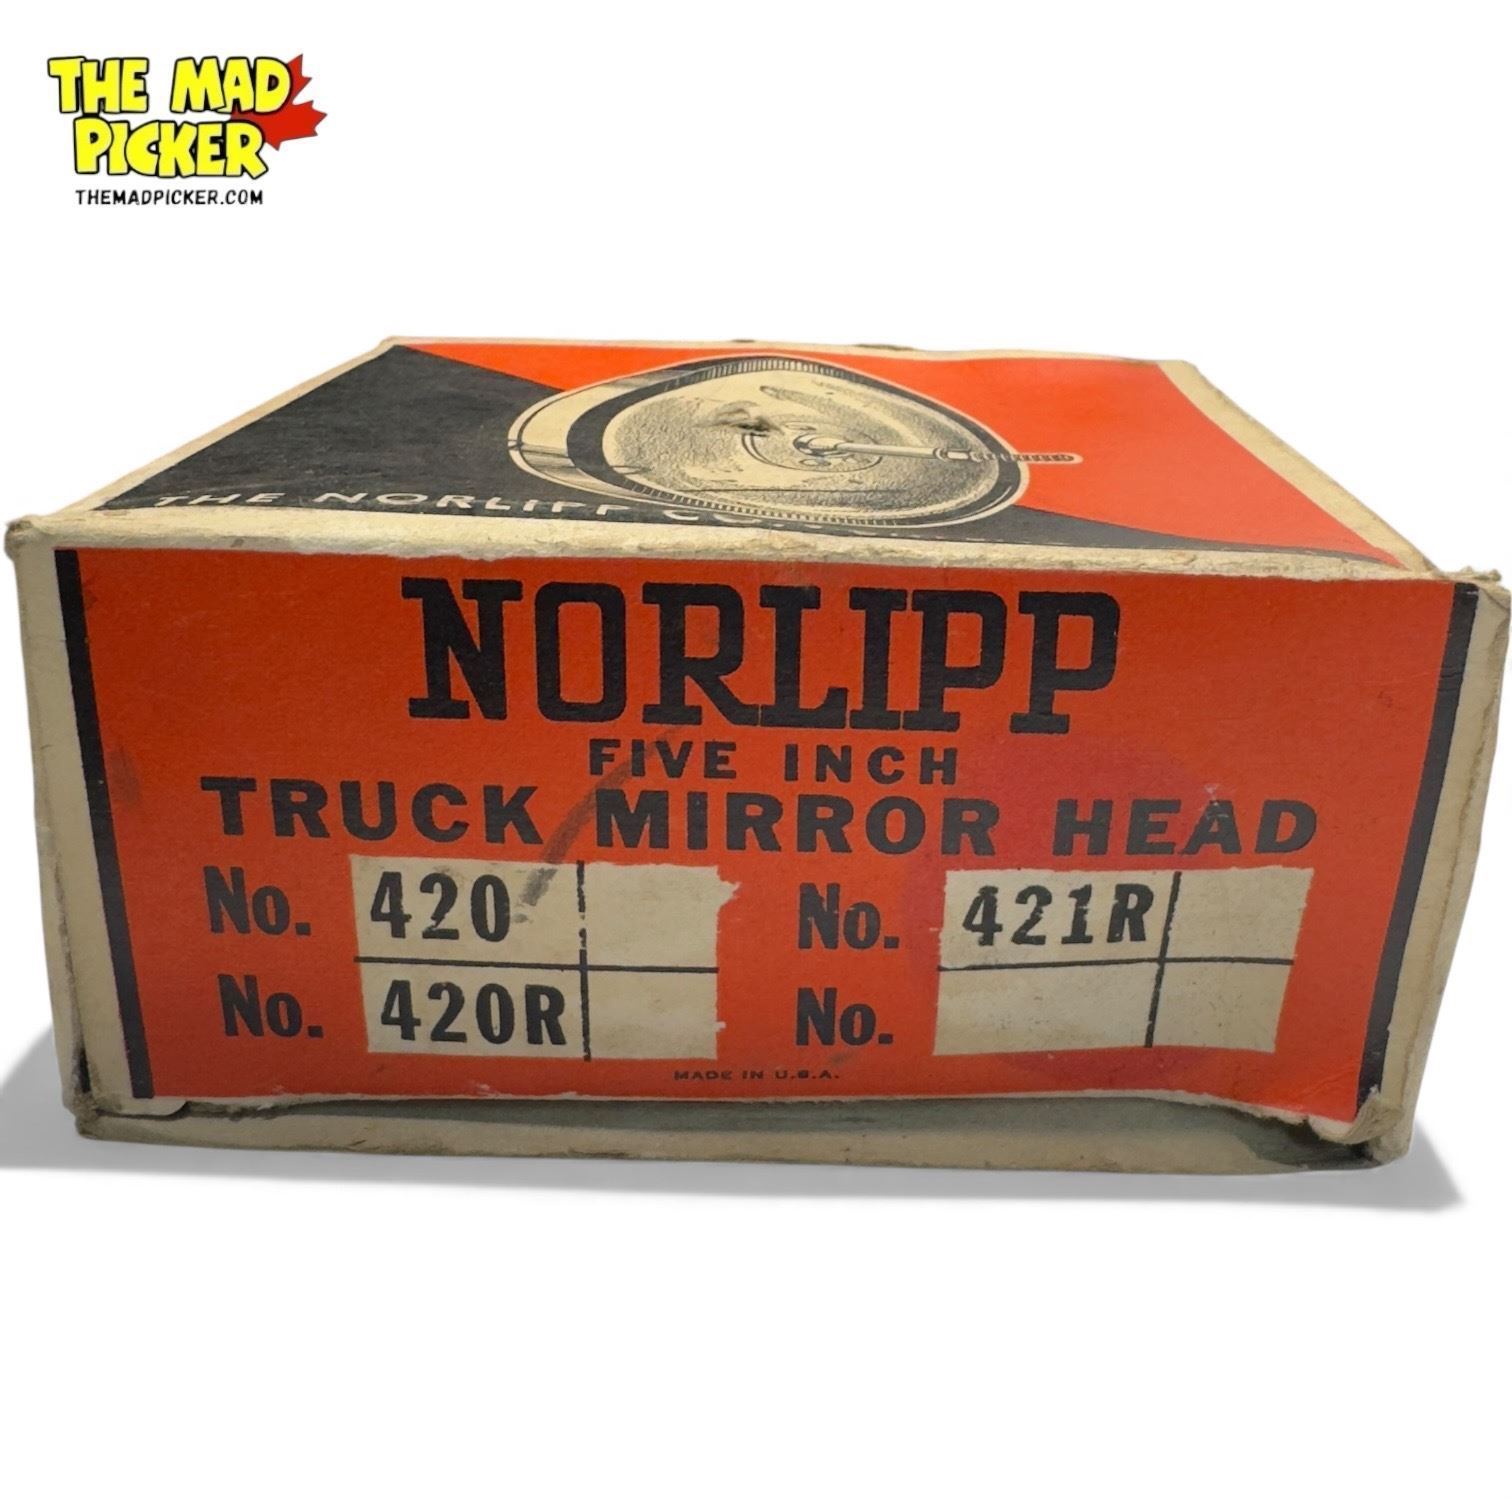 THE MAD
PICKER
THEMADPICKER.COM
THE NORLIPP CO.
NORLIPP
FIVE INCH
TRUCK MIRROR HEAD
No. 420 No. 421R
No. 420R No.
MADE IN U.S.A.